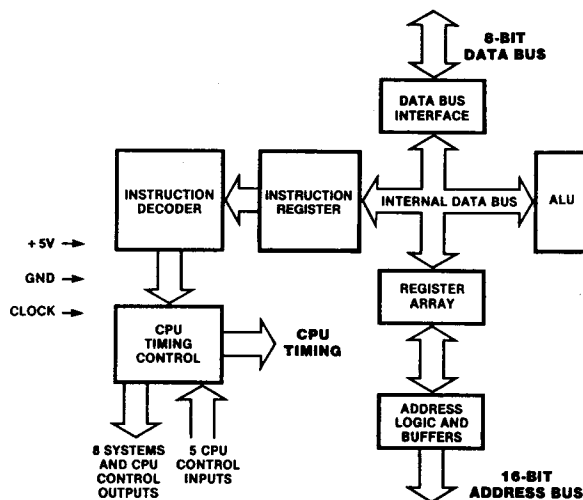 8-BIT
DATA BUS
DATA BUS
INTERFACE
INSTRUCTION
DECODER
INSTRUCTION
REGISTER
INTERNAL DATA BUS
ALU
+5V
GND
CLOCK
REGISTER
ARRAY
CPU
TIMING
CONTROL
CPU
TIMING
ADDRESS
LOGIC AND
BUFFERS
8 SYSTEMS
AND CPU
CONTROL
OUTPUTS
5 CPU
CONTROL
INPUTS
16-BIT
ADDRESS BUS